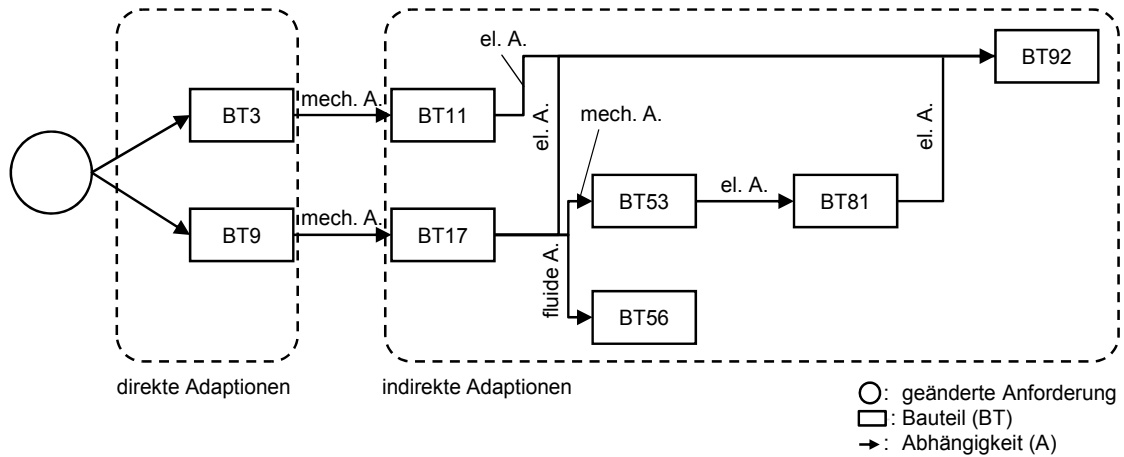 el. A.
BT92
BT3
mech. A.
BT11
mech. A.
el. A.
el. A.
BT53
el. A.
BT81
BT9
mech. A.
BT17
fluide A.
BT56
direkte Adaptionen
indirekte Adaptionen
: geänderte Anforderung
: Bauteil (BT)
: Abhängigkeit (A)